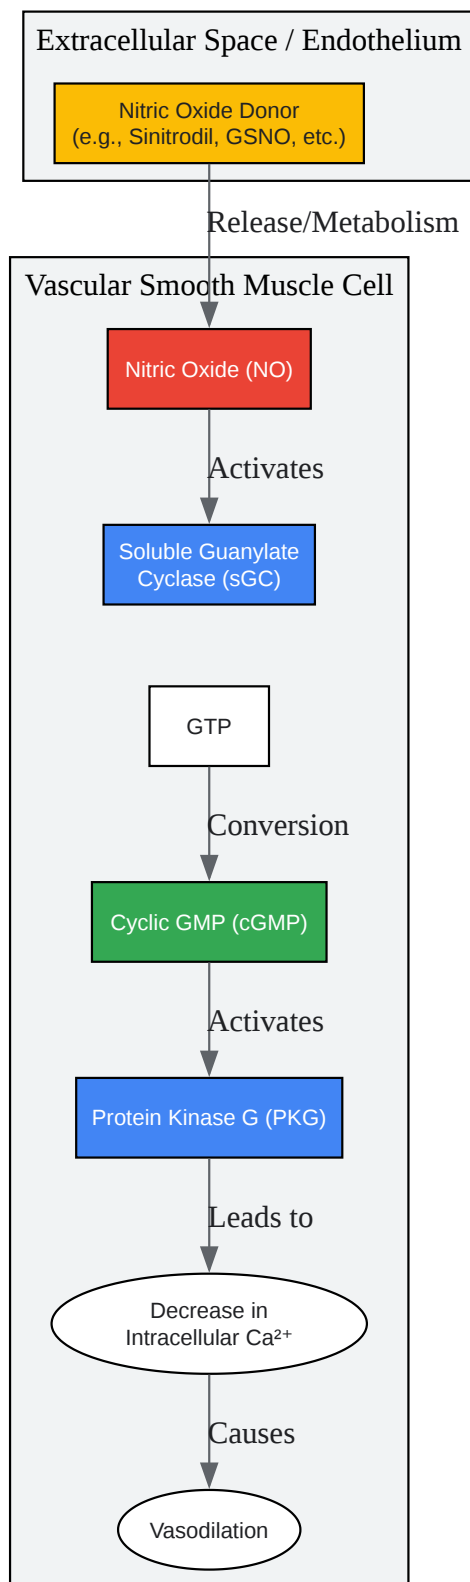 Extracellular Space / Endothelium
Nitric Oxide Donor
(e.g., Sinitrodil, GSNO, etc.)
Release/Metabolism
Vascular Smooth Muscle Cell
Nitric Oxide (NO)
Activates
Soluble Guanylate
Cyclase (sGC)
GTP
Conversion
Cyclic GMP (cGMP)
Activates
Protein Kinase G (PKG)
Leads to
Decrease in
Intracellular Ca²⁺
Causes
Vasodilation